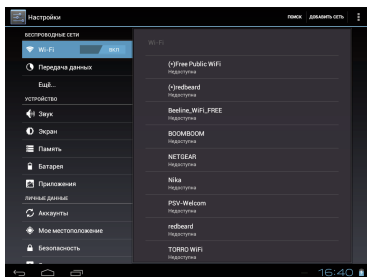 Настройки
ПОИСК
ДОБАВИТЬ СЕТЬ
БЕСПРОВОДНЫЕ СЕТИ
Wi-Fi
ВКЛ
Передача данных
Ещё...
УСТРОЙСТВО
Звук
Экран
Память
Батарея
Приложения
ЛИЧНЫЕ ДАННЫЕ
Аккаунты
Мое местоположение
Безопасность
Wi-Fi
(•)Free Public WiFi
Недоступна
(•)redbeard
Недоступна
Beeline_WiFi_FREE
Недоступна
BOOMBOOM
Недоступна
NETGEAR
Недоступна
Nika
Недоступна
PSV-Welcom
Недоступна
redbeard
Недоступна
TORRO WiFi
Недоступна
16:40